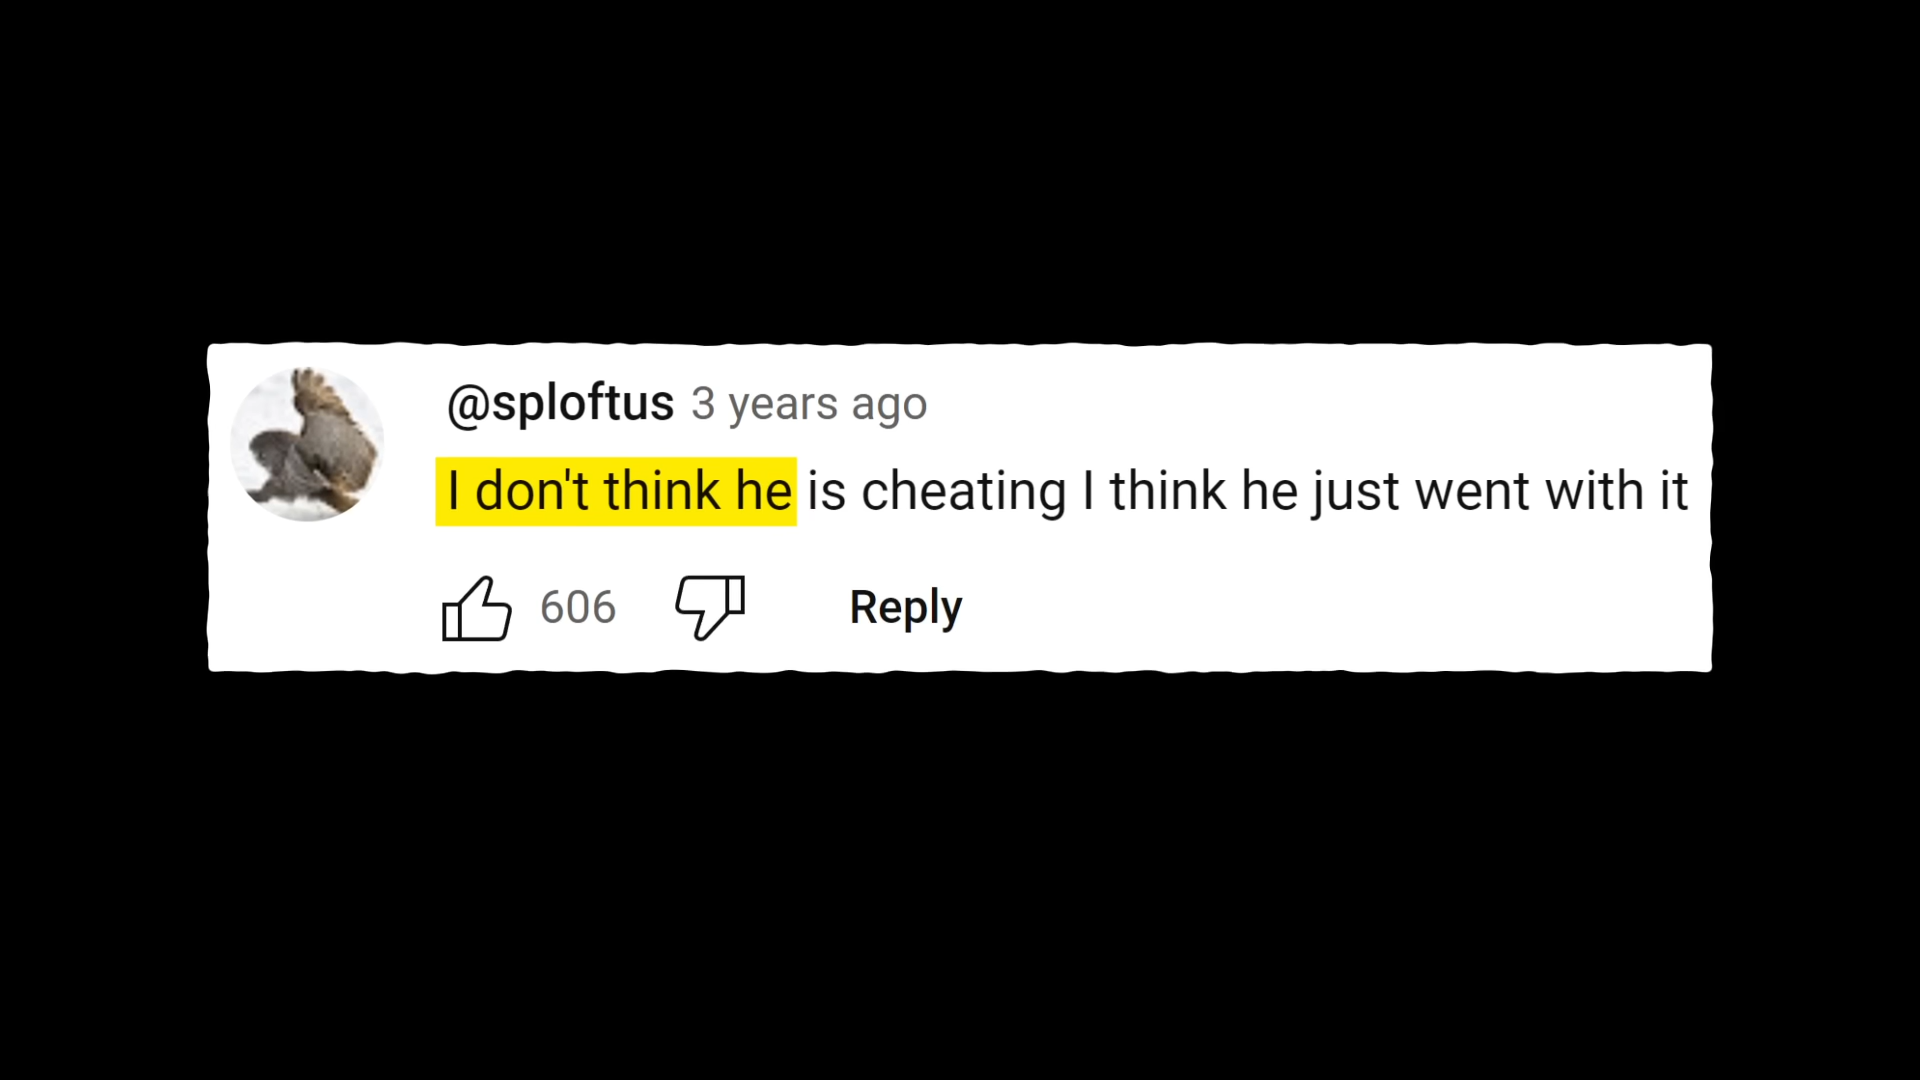 @sploftus 3 years ago
I don't think he is cheating I think he just went with it
606 Reply